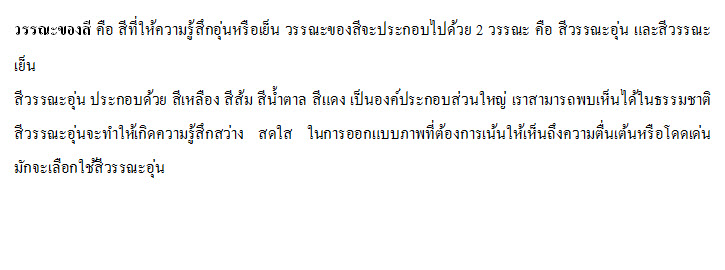 วรรณะของสี คือ สีที่ให้ความรู้สึกอุ่นหรือเย็น วรรณะของสีจะประกอบไปด้วย 2 วรรณะ คือ สีวรรณะอุ่น และสีวรรณะ
เย็น
สีวรรณะอุ่น ประกอบด้วย สีเหลือง สีส้ม สีน้ำตาล สีแดง เป็นองค์ประกอบส่วนใหญ่ เราสามารถพบเห็นได้ในธรรมชาติ
สีวรรณะอุ่นจะทำให้เกิดความรู้สึกสว่าง สดใส ในการออกแบบภาพที่ต้องการเน้นให้เห็นถึงความตื่นเต้นหรือโดดเด่น
มักจะเลือกใช้สีวรรณะอุ่น